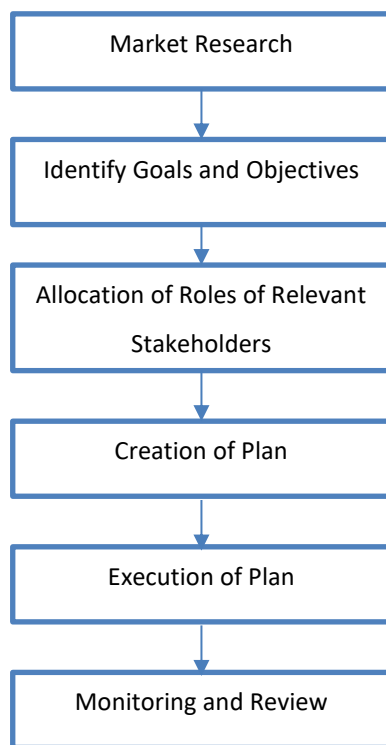 Market Research
Identify Goals and Objectives
Allocation of Roles of Relevant
Stakeholders
Creation of Plan
Execution of Plan
Monitoring and Review